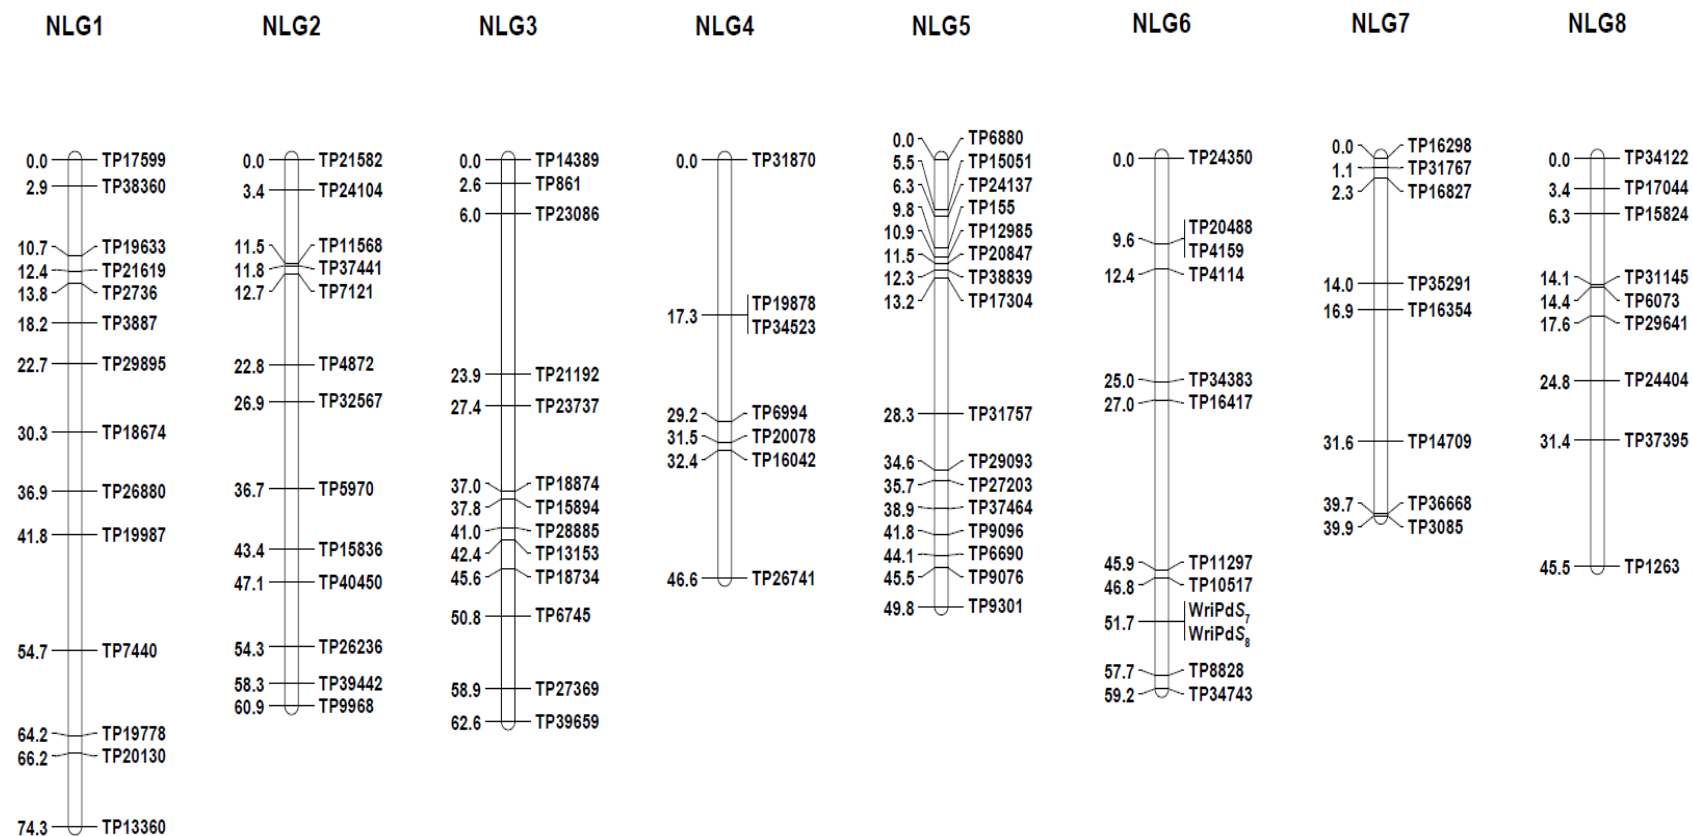 NLG1
0.0 TP17599
2.9 TP38360
10.7 TP19633
12.4 TP21619
13.8 TP2736
18.2 TP3887
22.7 TP29895
30.3 TP18674
36.9 TP26880
41.8 TP19987
54.7 TP7440
64.2 TP19778
66.2 TP20130
74.3 TP13360
NLG2
0.0 TP21582
3.4 TP24104
11.5 TP11568
11.8 TP37441
12.7 TP7121
22.8 TP4872
26.9 TP32567
36.7 TP5970
43.4 TP15836
47.1 TP40450
54.3 TP26236
58.3 TP39442
60.9 TP9968
NLG3
0.0 TP14389
2.6 TP861
6.0 TP23086
23.9 TP21192
27.4 TP23737
37.0 TP18874
37.8 TP15894
41.0 TP28885
42.4 TP13153
45.6 TP18734
50.8 TP6745
58.9 TP27369
62.6 TP39659
NLG4
0.0 TP31870
17.3 TP19878
TP34523
29.2 TP6994
31.5 TP20078
32.4 TP16042
46.6 TP26741
NLG5
0.0 TP6880
5.5 TP15051
6.3 TP24137
9.8 TP155
10.9 TP12985
11.5 TP20847
12.3 TP38839
13.2 TP17304
28.3 TP31757
34.6 TP29093
35.7 TP27203
38.9 TP37464
41.8 TP9096
44.1 TP6690
45.5 TP9076
49.8 TP9301
NLG6
0.0 TP24350
9.6 TP20488
TP4159
12.4 TP4114
25.0 TP34383
27.0 TP16417
45.9 TP11297
46.8 TP10517
51.7 WriPdS7
WriPdS8
57.7 TP8828
59.2 TP34743
NLG7
0.0 TP16298
1.1 TP31767
2.3 TP16827
14.0 TP35291
16.9 TP16354
31.6 TP14709
39.7 TP36668
39.9 TP3085
NLG8
0.0 TP34122
3.4 TP17044
6.3 TP15824
14.1 TP31145
14.4 TP6073
17.6 TP29641
24.8 TP24404
31.4 TP37395
45.5 TP1263